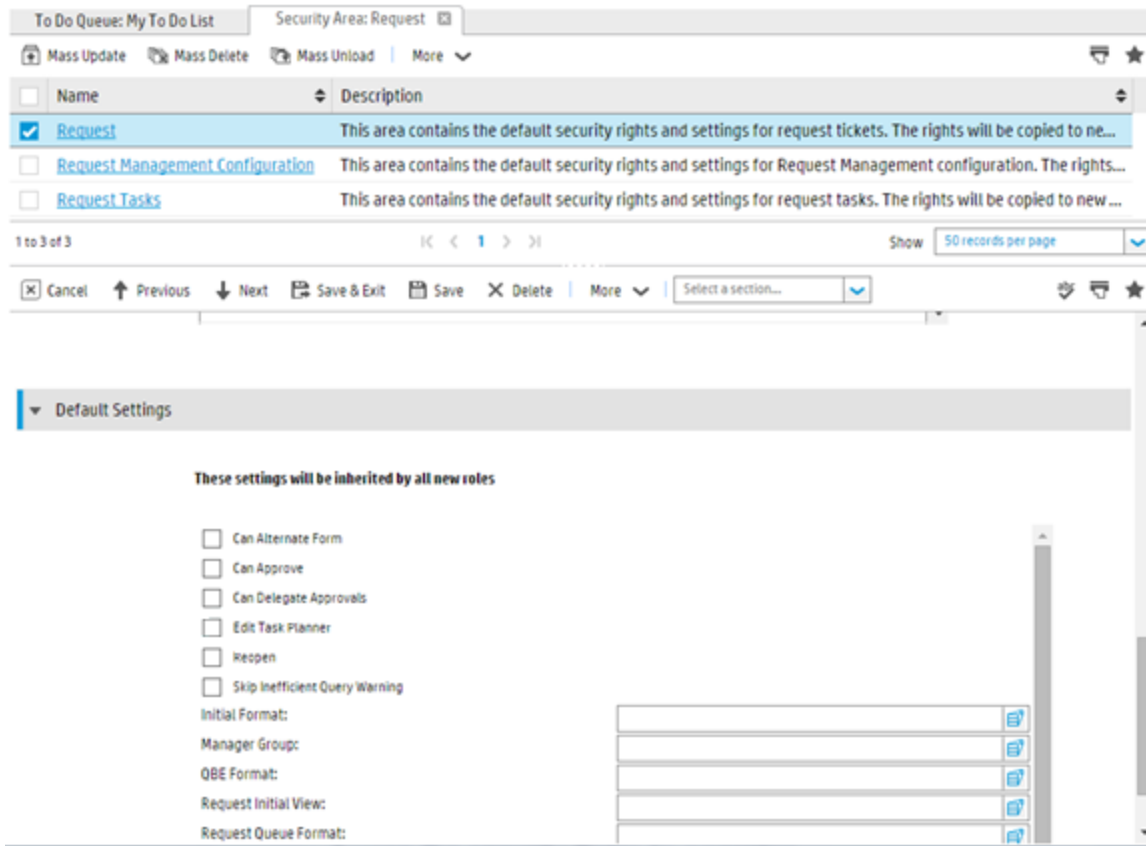 To Do Queue: My To Do List Security Area: Request
Mass Update Mass Delete Mass Unload More
Name Description
Request This area contains the default security rights and settings for request tickets. The rights will be copied to ne...
Request Management Configuration This area contains the default security rights and settings for Request Management configuration. The rights...
Request Tasks This area contains the default security rights and settings for request tasks. The rights will be copied to new ...
1 to 3 of 3 1 Show 50 records per page
Cancel Previous Next Save & Exit Save Delete More Select a section...
Default Settings
These settings will be inherited by all new roles
Can Alternate Form
Can Approve
Can Delegate Approvals
Edit Task Planner
Reopen
Skip Inefficient Query Warning
Initial Format:
Manager Group:
QBE Format:
Request Initial View:
Request Queue Format: